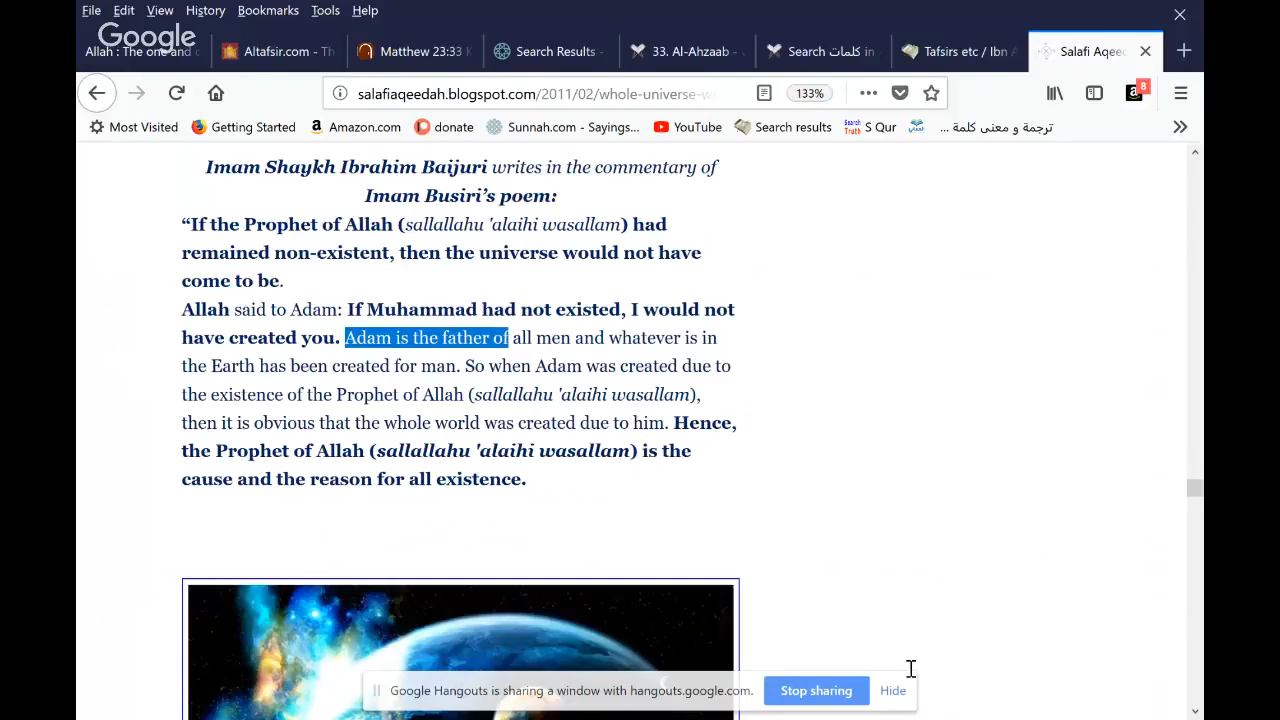 File Edit View History Bookmarks Tools Help
Google
Allah : The one and o
Altafsir.com - Th
Matthew 23:33 K
Search Results -
33. Al-Ahzaab -
Search كلمات in
Tafsirs etc / Ibn A
Salafi Aqee
salafiaqeedah.blogspot.com/2011/02/whole-universe-w
133%
8
Most Visited Getting Started Amazon.com donate Sunnah.com - Sayings... YouTube Search results Search Truth S Qur ترجمة و معنى كلمة ...
Imam Shaykh Ibrahim Baijuri writes in the commentary of
Imam Busiri’s poem:
“If the Prophet of Allah (sallallahu 'alaihi wasallam) had
remained non-existent, then the universe would not have
come to be.
Allah said to Adam: If Muhammad had not existed, I would not
have created you. Adam is the father of all men and whatever is in
the Earth has been created for man. So when Adam was created due to
the existence of the Prophet of Allah (sallallahu 'alaihi wasallam),
then it is obvious that the whole world was created due to him. Hence,
the Prophet of Allah (sallallahu 'alaihi wasallam) is the
cause and the reason for all existence.
Google Hangouts is sharing a window with hangouts.google.com. Stop sharing Hide